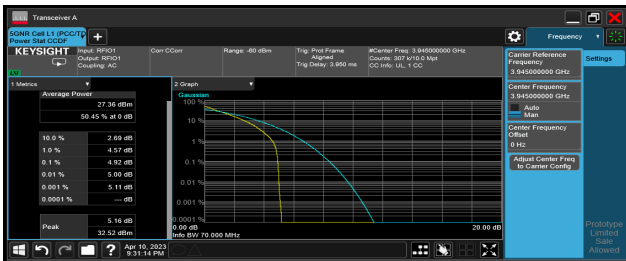 Transceiver A
5GNR Cell L1 (PCC/TD
Power Stat CCDF
Frequency
KEYSIGHT
Input: RFIO1
Output: RFIO1
Coupling: AC
Corr CCorr
Range: -60 dBm
Trig: Prot Frame
Aligned
Trig Delay: 3.950 ms
#Center Freq: 3.945000000 GHz
Counts: 307 k/10.0 Mpt
CC Info: UL, 1 CC
LXI
1 Metrics
Average Power
27.36 dBm
50.45 % at 0 dB
10.0 % 2.69 dB
1.0 % 4.57 dB
0.1 % 4.92 dB
0.01 % 5.00 dB
0.001 % 5.11 dB
0.0001 % --- dB
Peak
5.16 dB
32.52 dBm
2 Graph
Gaussian
100 %
10 %
1 %
0.1 %
0.01 %
0.001 %
0.0001 %
0.00 dB
20.00 dB
Info BW 70.000 MHz
Carrier Reference
Frequency
3.945000000 GHz
Center Frequency
3.945000000 GHz
Auto
Man
Center Frequency
Offset
0 Hz
Adjust Center Freq
to Carrier Config
Settings
Prototype
Limited
Sale
Allowed
Apr 10, 2023
9:31:14 PM